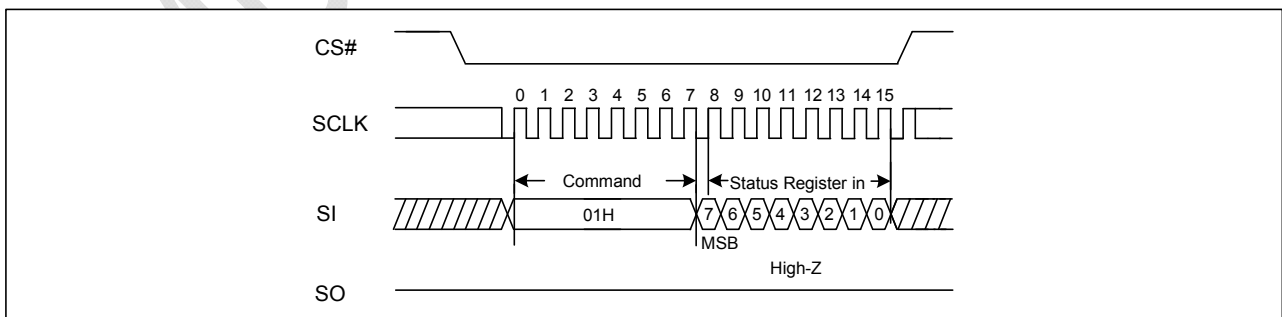 CS#
0 1 2 3 4 5 6 7 8 9 10 11 12 13 14 15
SCLK
Command Status Register in
SI 01H 7 6 5 4 3 2 1 0
MSB
High-Z
SO